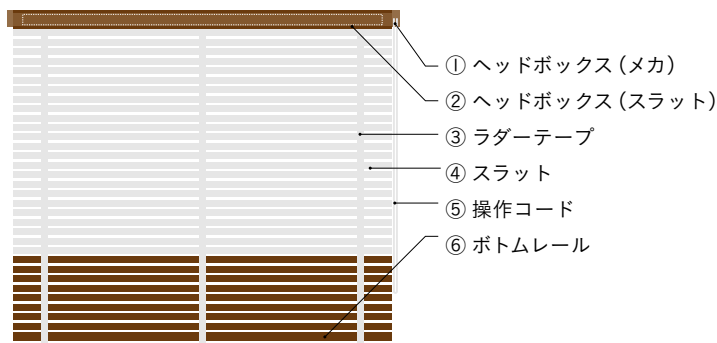 ① ヘッドボックス（メカ）
② ヘッドボックス（スラット）
③ ラダーテープ
④ スラット
⑤ 操作コード
⑥ ボトムレール